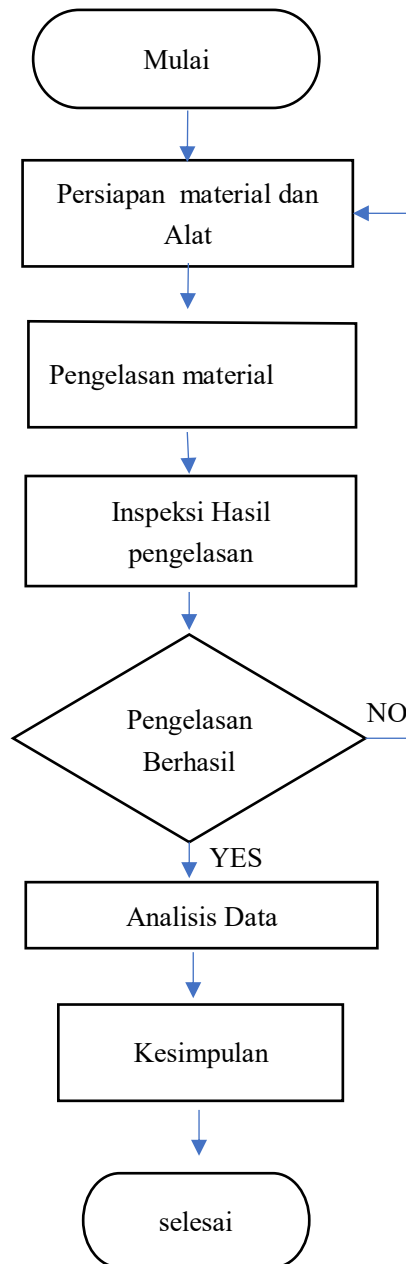 Mulai
Persiapan material dan
Alat
Pengelasan material
Inspeksi Hasil
pengelasan
Pengelasan
Berhasil
NO
YES
Analisis Data
Kesimpulan
selesai